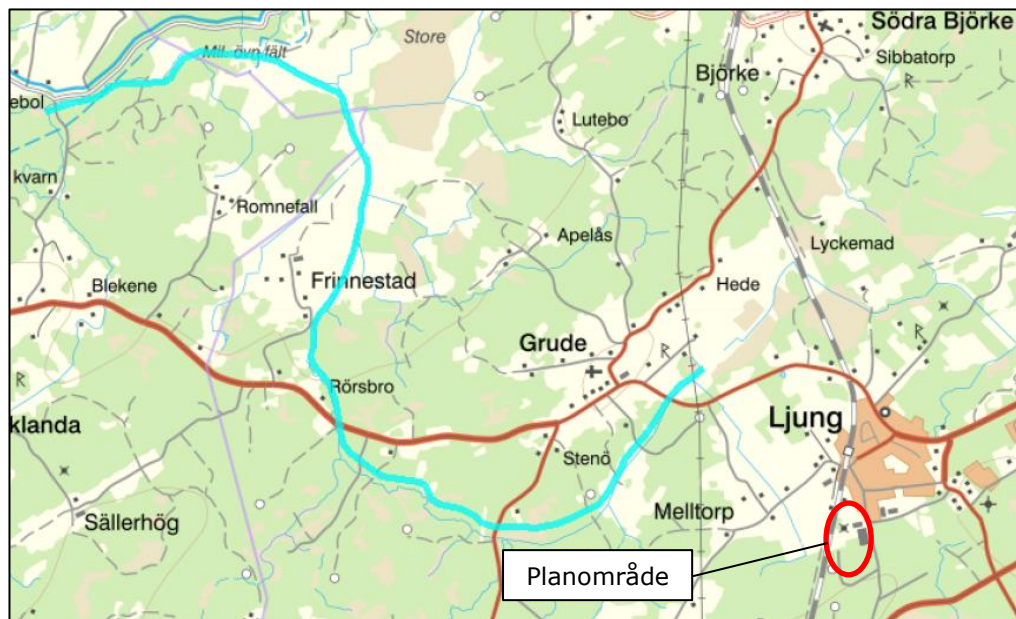 Södra Björke
Sibbatorp
R
Store
Mil. övn fält
Björke
ebol
Lutebo
kvarn
Romnefall
Apelås
Lyckemad
Blekene
Frinnestad
Hede
R
R
Grude
R
R
Rörsbro
klanda
Ljung
Stenö
Melltorp
Sällerhög
Planområde